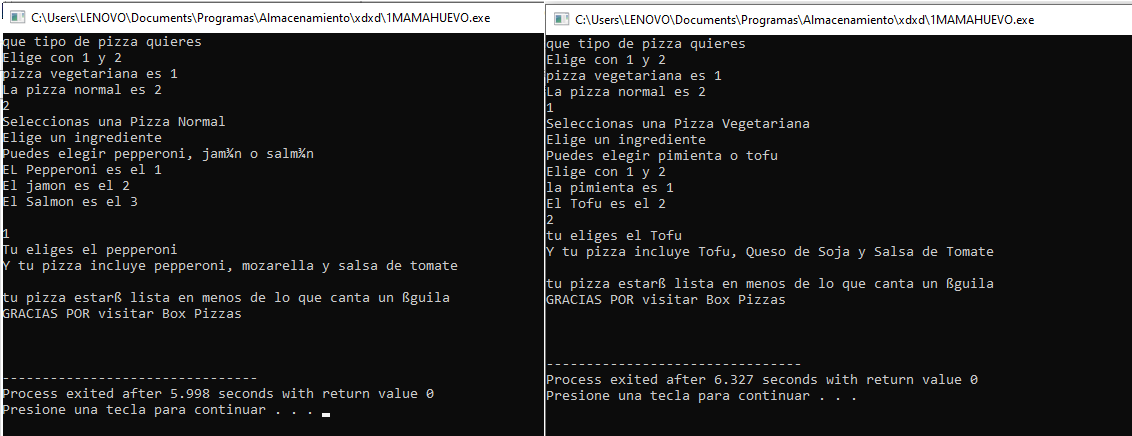 C:\Users\LENOVO\Documents\Programas\Almacenamiento\xdxd\1MAMAHUEVO.exe
que tipo de pizza quieres
Elige con 1 y 2
pizza vegetariana es 1
La pizza normal es 2
2
Seleccionas una Pizza Normal
Elige un ingrediente
Puedes elegir pepperoni, jam¾n o salm¾n
EL Pepperoni es el 1
El jamon es el 2
El Salmon es el 3
1
Tu eliges el pepperoni
Y tu pizza incluye pepperoni, mozarella y salsa de tomate
tu pizza estarß lista en menos de lo que canta un ßguila
GRACIAS POR visitar Box Pizzas
--------------------------------
Process exited after 5.998 seconds with return value 0
Presione una tecla para continuar . . .
C:\Users\LENOVO\Documents\Programas\Almacenamiento\xdxd\1MAMAHUEVO.exe
que tipo de pizza quieres
Elige con 1 y 2
pizza vegetariana es 1
La pizza normal es 2
1
Seleccionas una Pizza Vegetariana
Elige un ingrediente
Puedes elegir pimienta o tofu
Elige con 1 y 2
la pimienta es 1
El Tofu es el 2
2
tu eliges el Tofu
Y tu pizza incluye Tofu, Queso de Soja y Salsa de Tomate
tu pizza estarß lista en menos de lo que canta un ßguila
GRACIAS POR visitar Box Pizzas
--------------------------------
Process exited after 6.327 seconds with return value 0
Presione una tecla para continuar . . .